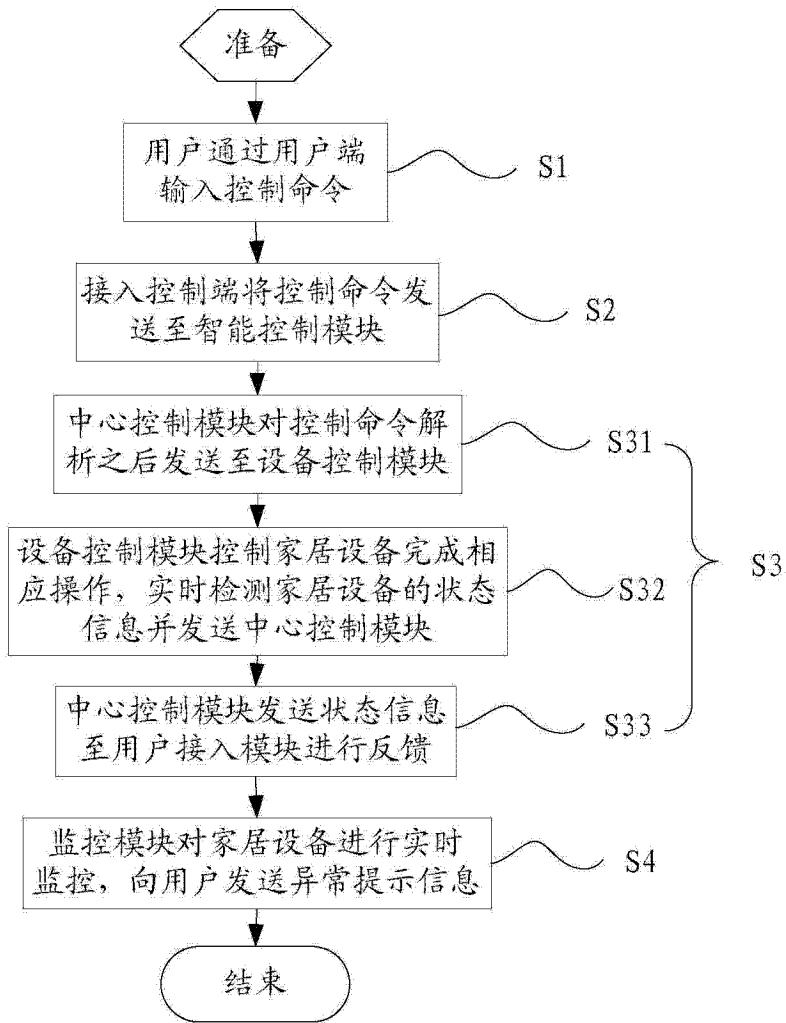 准备
用户通过用户端
输入控制命令
S1
接入控制端将控制命令发
送至智能控制模块
S2
中心控制模块对控制命令解
析之后发送至设备控制模块
S31
设备控制模块控制家居设备完成相
应操作，实时检测家居设备的状态
信息并发送中心控制模块
S32
S3
中心控制模块发送状态信息
至用户接入模块进行反馈
S33
监控模块对家居设备进行实时
监控，向用户发送异常提示信息
S4
结束